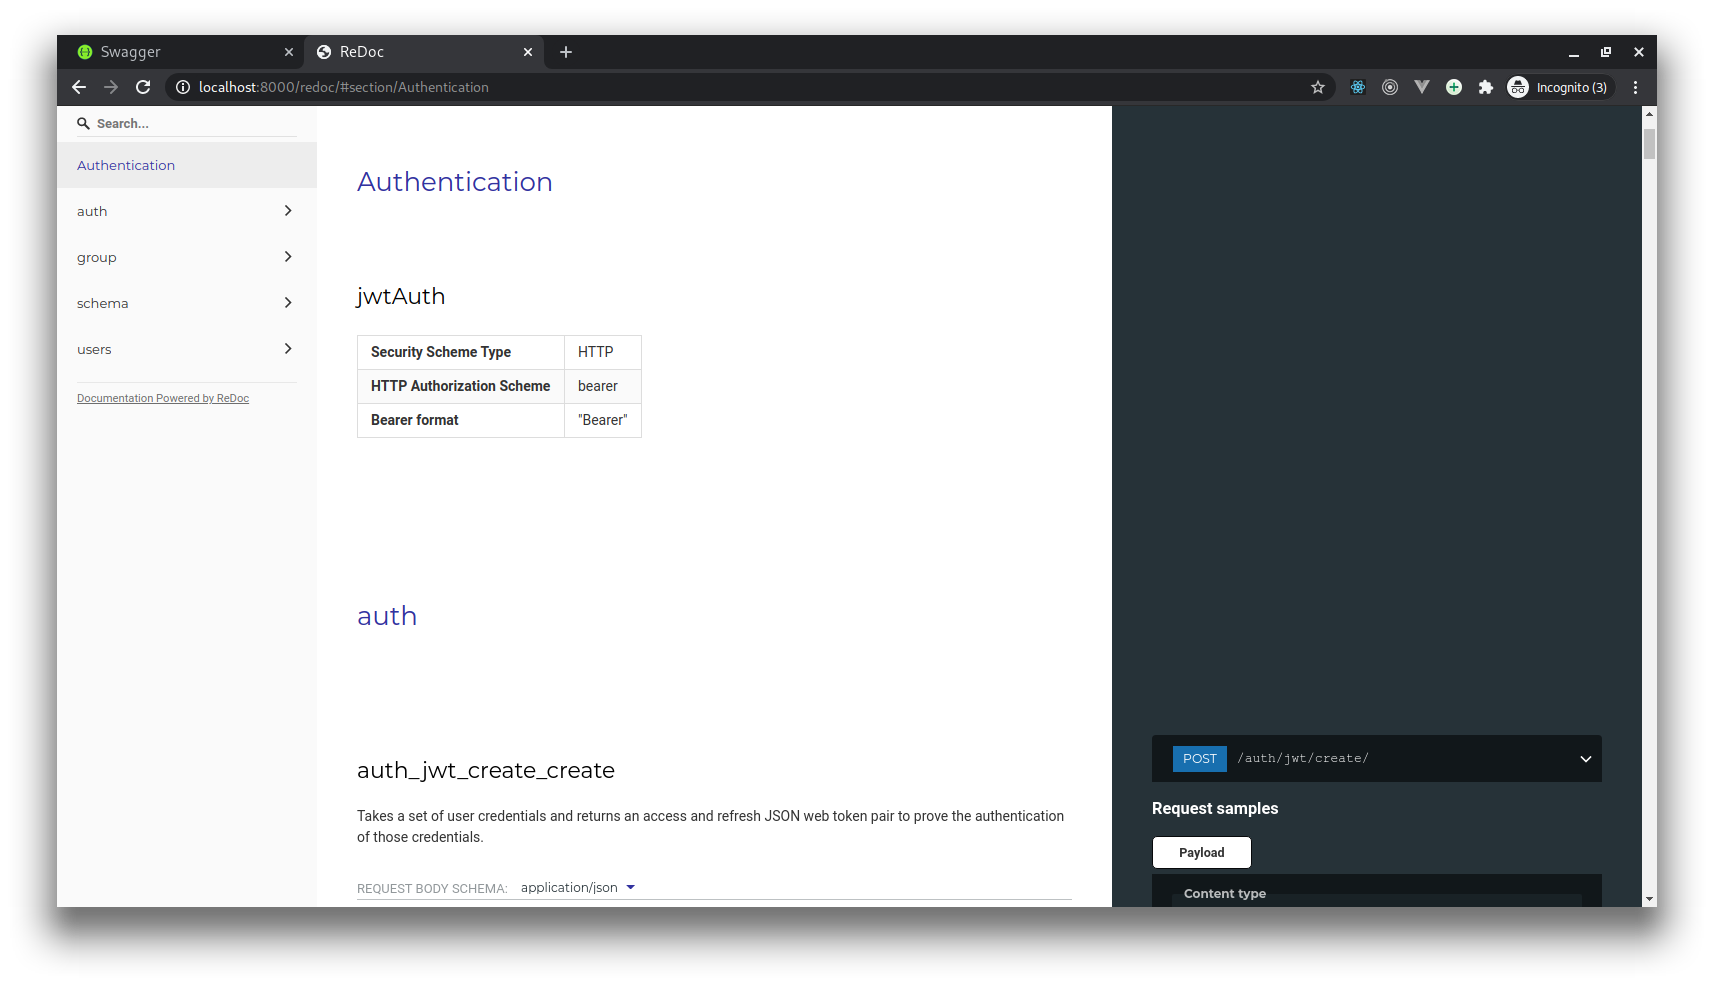 Swagger
ReDoc
localhost:8000/redoc/#section/Authentication
Incognito (3)
Search...
Authentication
auth
group
schema
users
Documentation Powered by ReDoc
Authentication
jwtAuth
Security Scheme Type HTTP
HTTP Authorization Scheme bearer
Bearer format "Bearer"
auth
auth_jwt_create_create
Takes a set of user credentials and returns an access and refresh JSON web token pair to prove the authentication
of those credentials.
REQUEST BODY SCHEMA: application/json
POST /auth/jwt/create/
Request samples
Payload
Content type